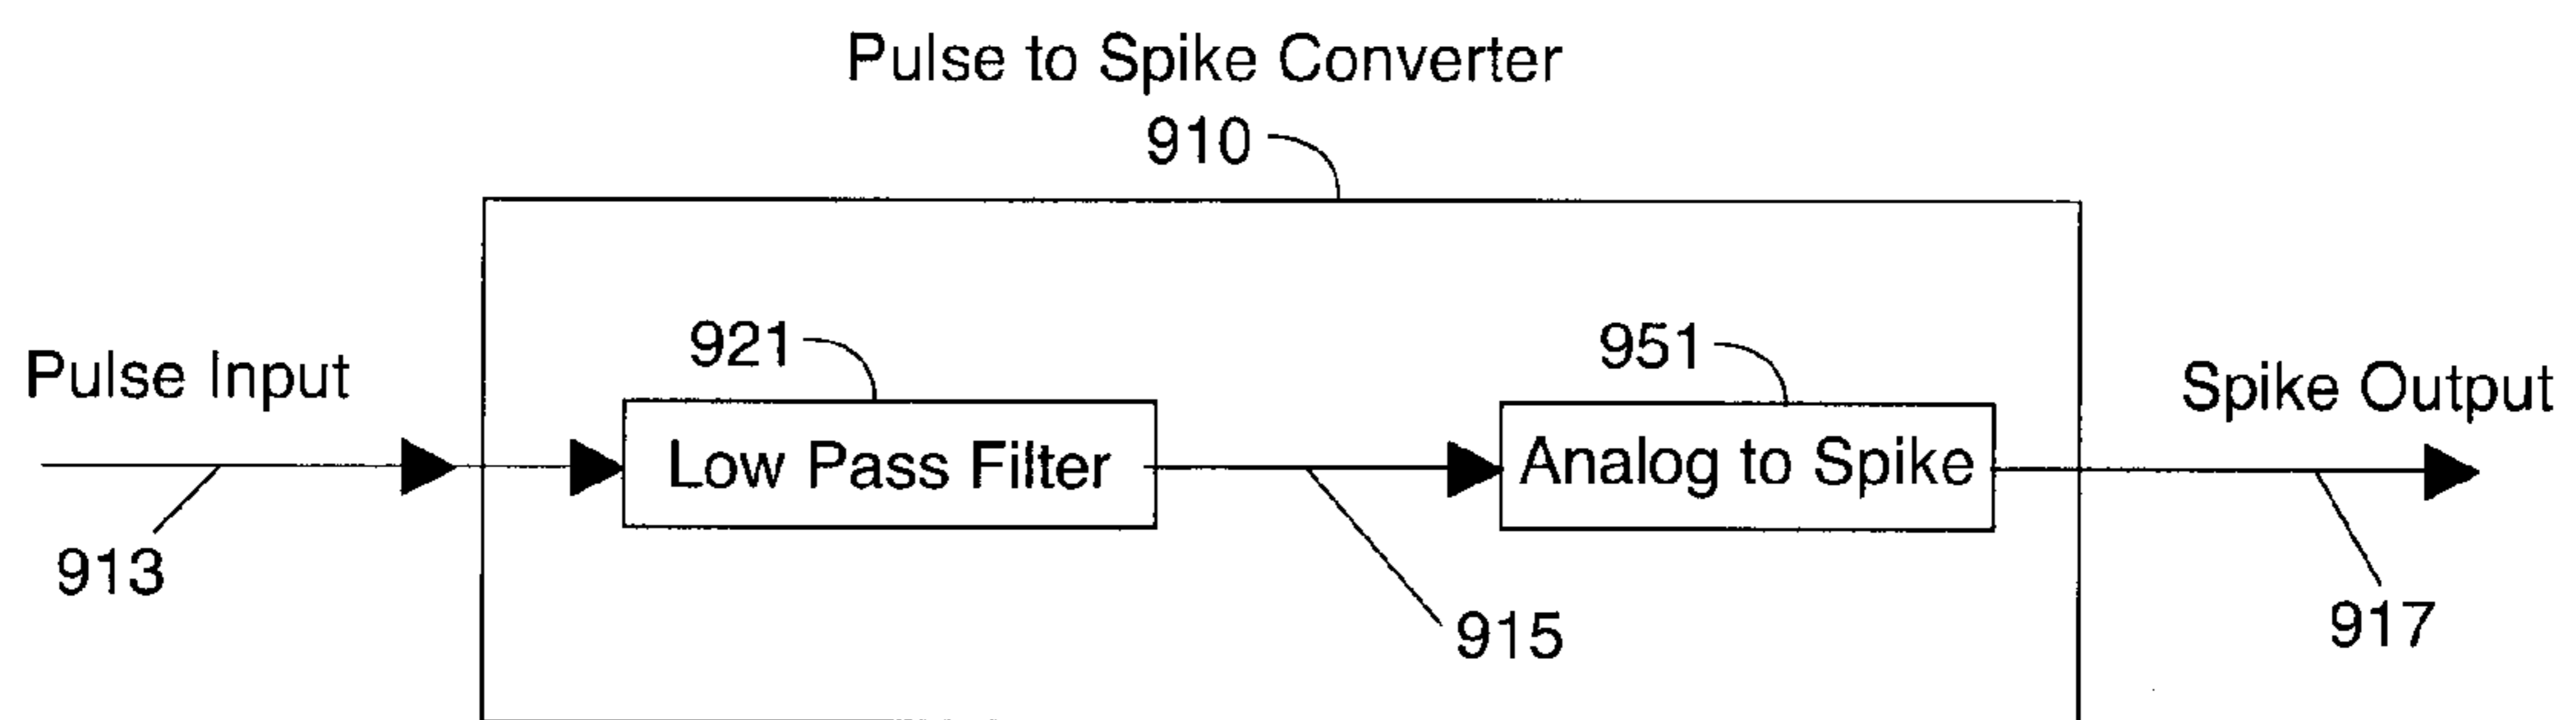 Pulse to Spike Converter
910
921
951
Pulse Input
Spike Output
Low Pass Filter
Analog to Spike
913
915
917